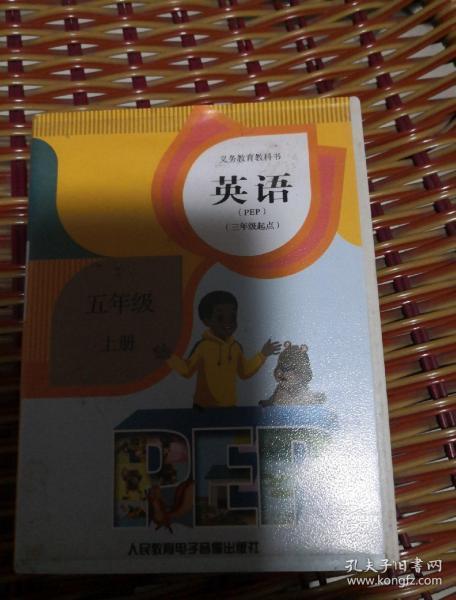 义务教育教科书
英语
（PEP）
（三年级起点）
五年级
上册
PEP
人民教育电子音像出版社
孔夫子旧书网
www.kongfz.com